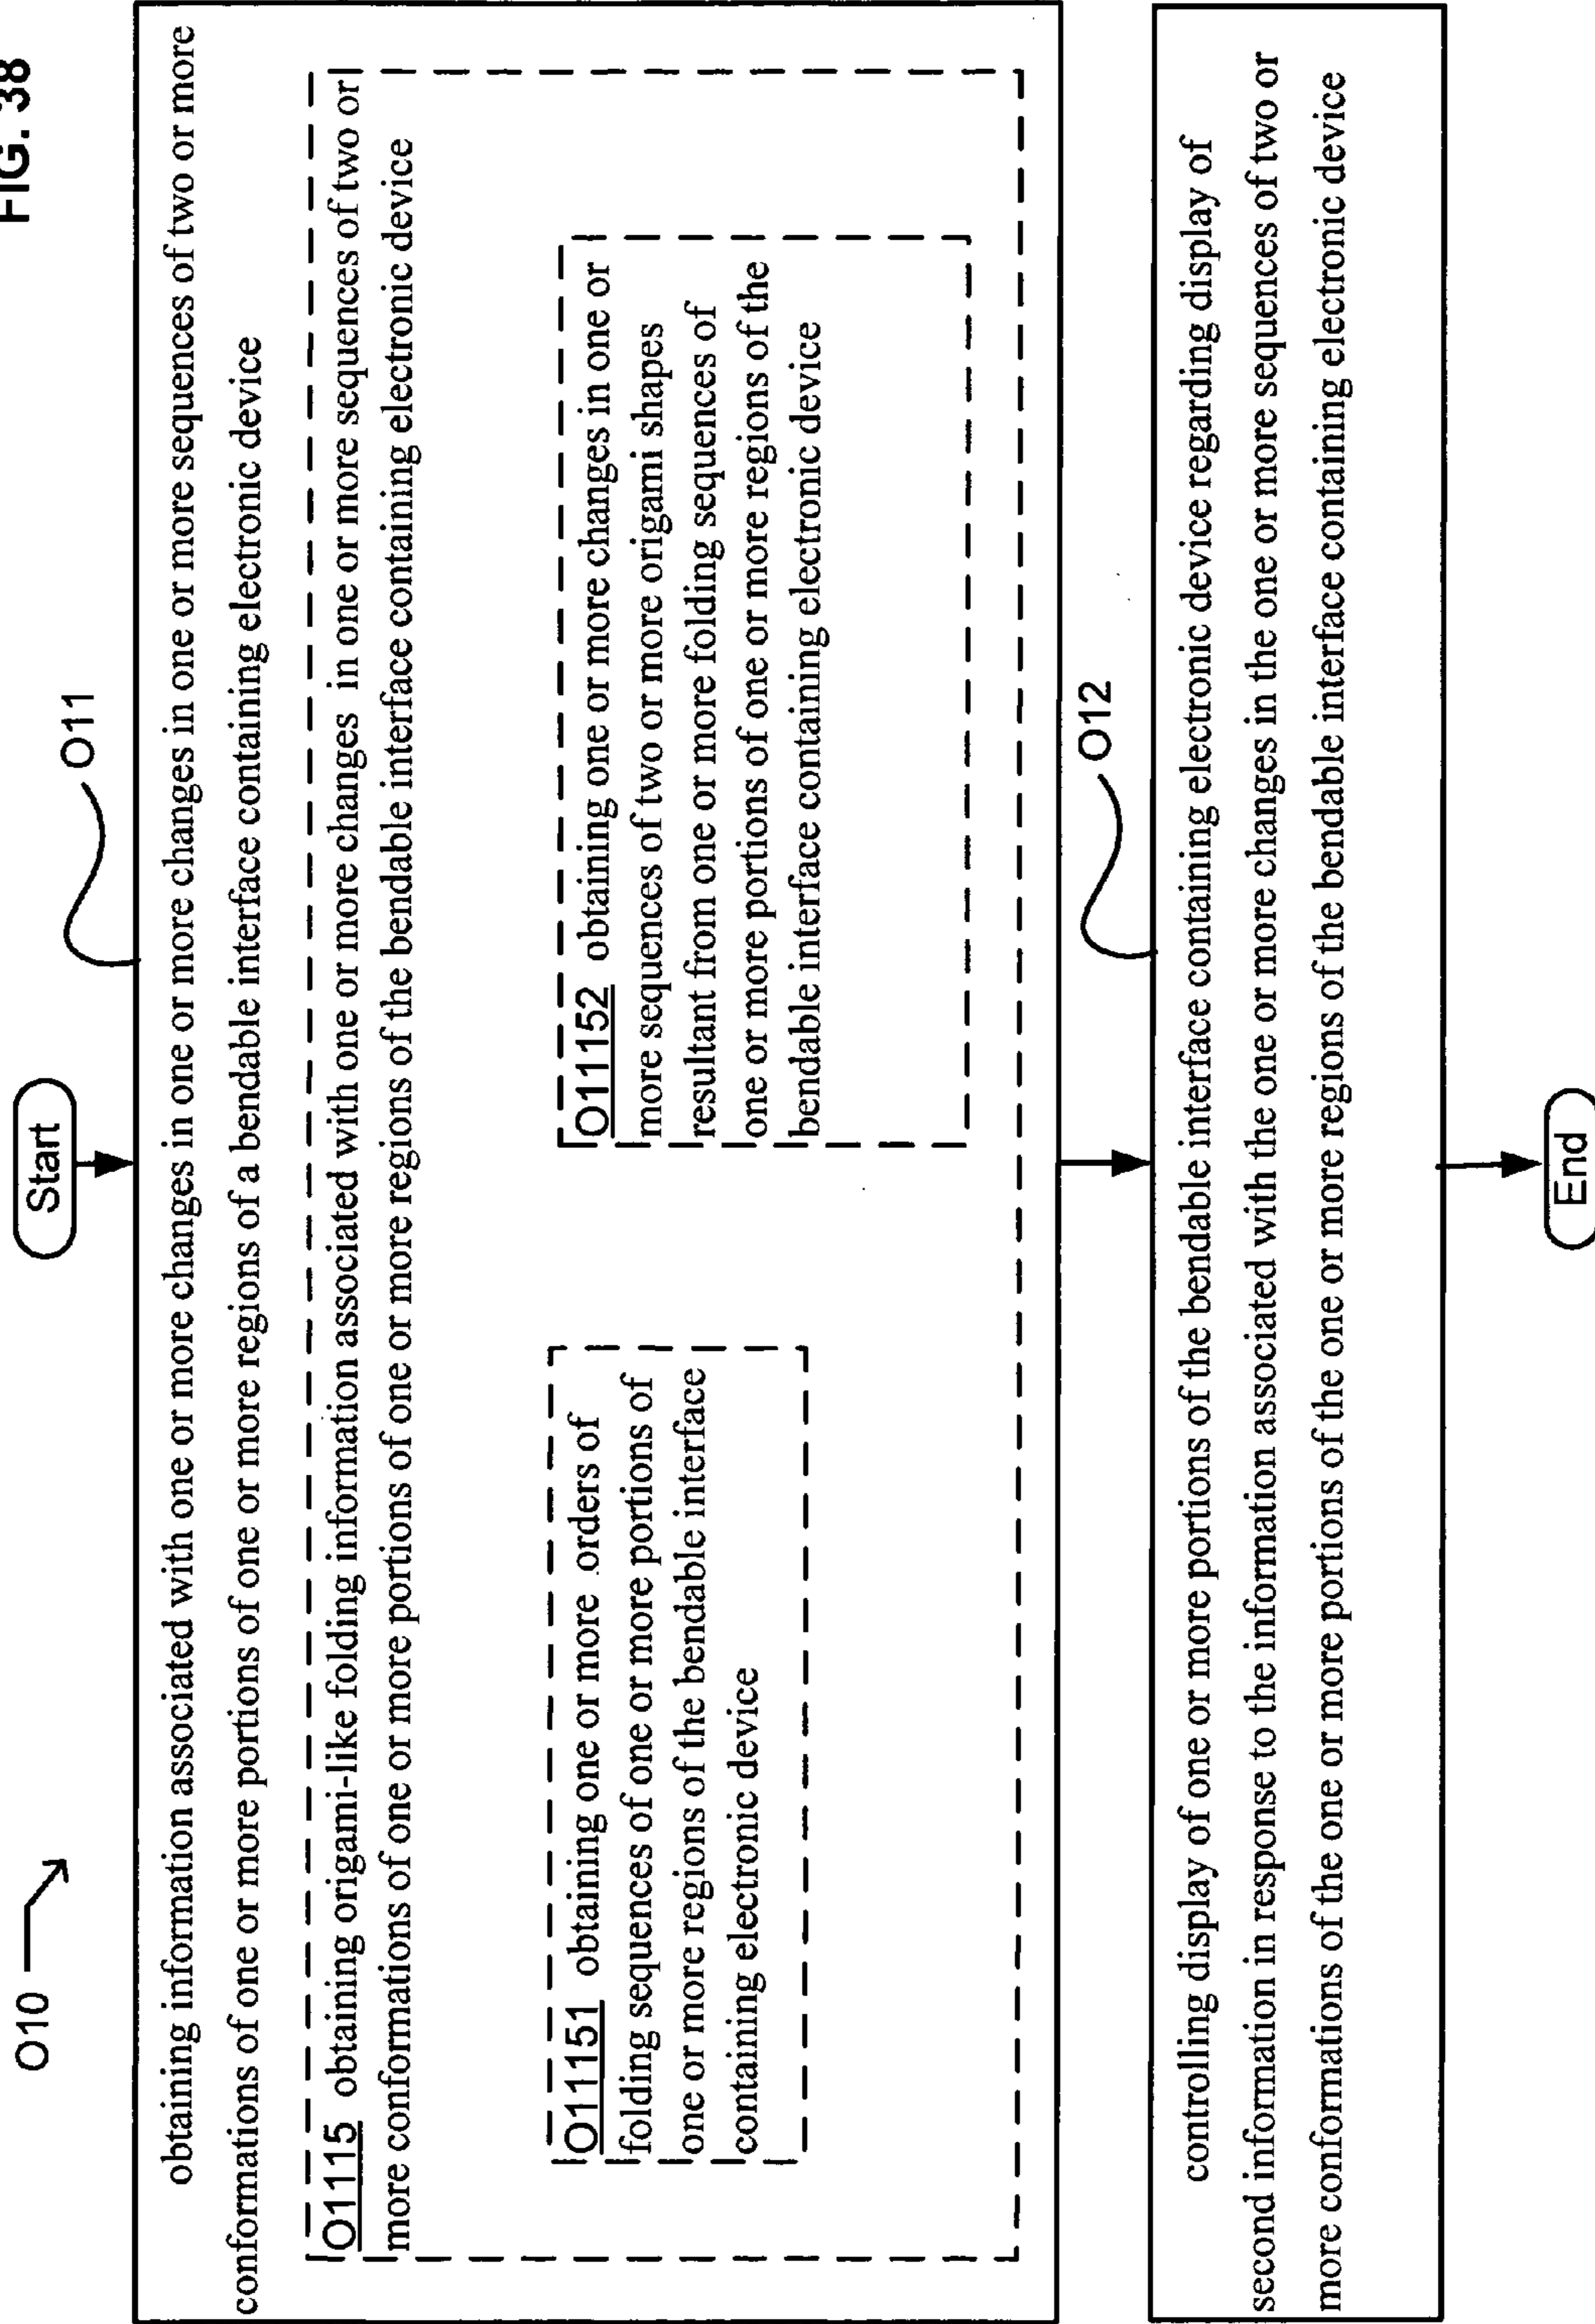 FIG. 38
O10
Start
O11
obtaining information associated with one or more changes in one or more sequences of two or more
conformations of one or more portions of one or more regions of a bendable interface containing electronic device
O1115 obtaining origami-like folding information associated with one or more changes in one or more sequences of two or
more conformations of one or more portions of one or more regions of the bendable interface containing electronic device
O11151 obtaining one or more orders of
folding sequences of one or more portions of
one or more regions of the bendable interface
containing electronic device
O11152 obtaining one or more changes in one or
more sequences of two or more origami shapes
resultant from one or more folding sequences of
one or more portions of one or more regions of the
bendable interface containing electronic device
O12
controlling display of one or more portions of the bendable interface containing electronic device regarding display of
second information in response to the information associated with the one or more changes in the one or more sequences of two or
more conformations of the one or more portions of the one or more regions of the bendable interface containing electronic device
End